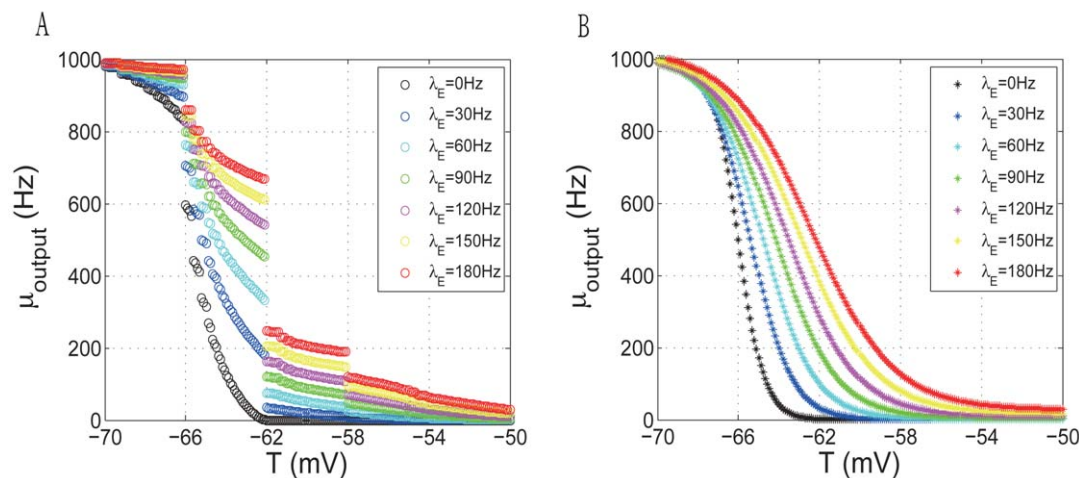 A
1000
800
600
400
200
0
−70
−66
−62
−58
−54
−50
μoutput (Hz)
T (mV)
λE=0Hz
λE=30Hz
λE=60Hz
λE=90Hz
λE=120Hz
λE=150Hz
λE=180Hz
B
1000
800
600
400
200
0
−70
−66
−62
−58
−54
−50
μoutput (Hz)
T (mV)
λE=0Hz
λE=30Hz
λE=60Hz
λE=90Hz
λE=120Hz
λE=150Hz
λE=180Hz